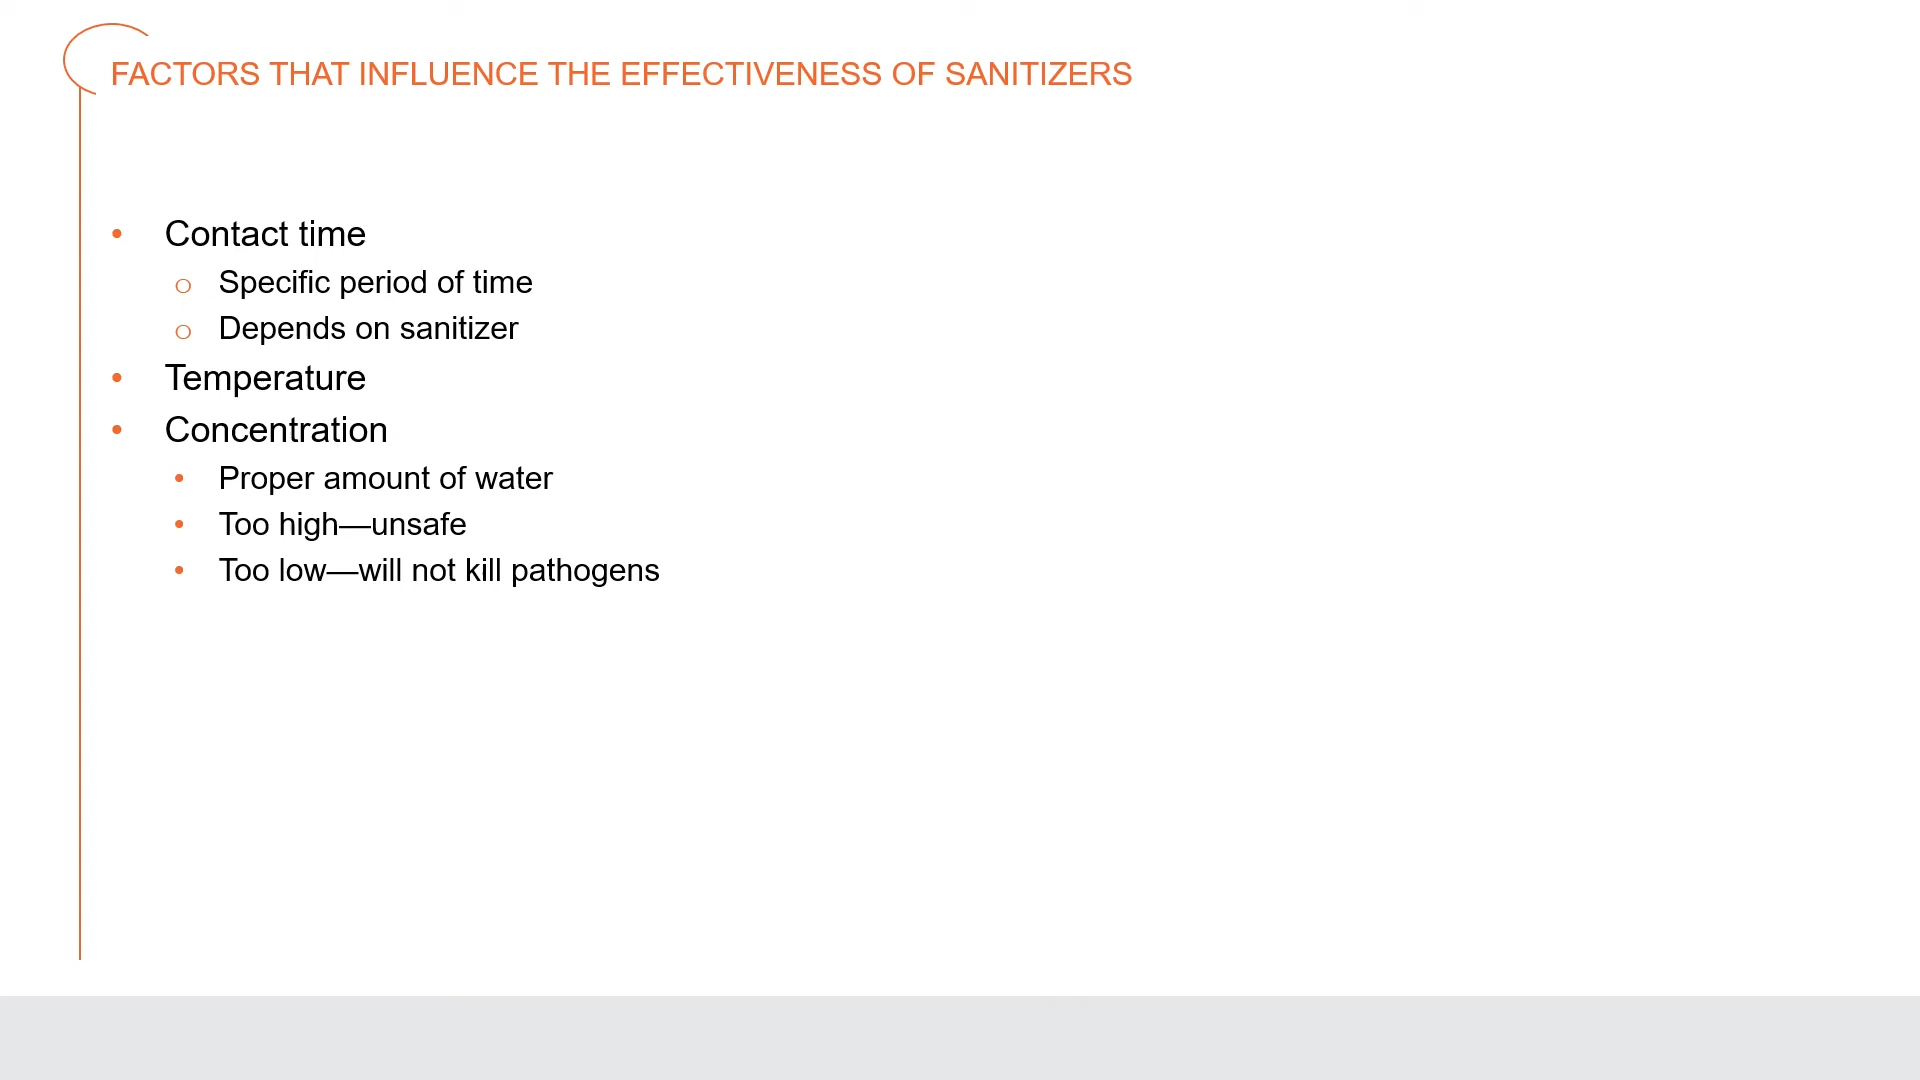 FACTORS THAT INFLUENCE THE EFFECTIVENESS OF SANITIZERS
• Contact time
o Specific period of time
o Depends on sanitizer
• Temperature
• Concentration
• Proper amount of water
• Too high—unsafe
• Too low—will not kill pathogens